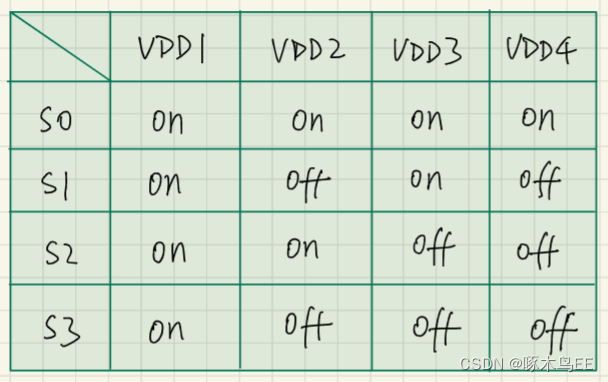 VDD1 VDD2 VDD3 VDD4
S0 on on on on
S1 on off on off
S2 on on off off
S3 on off off off
CSDN @啄木鸟EE